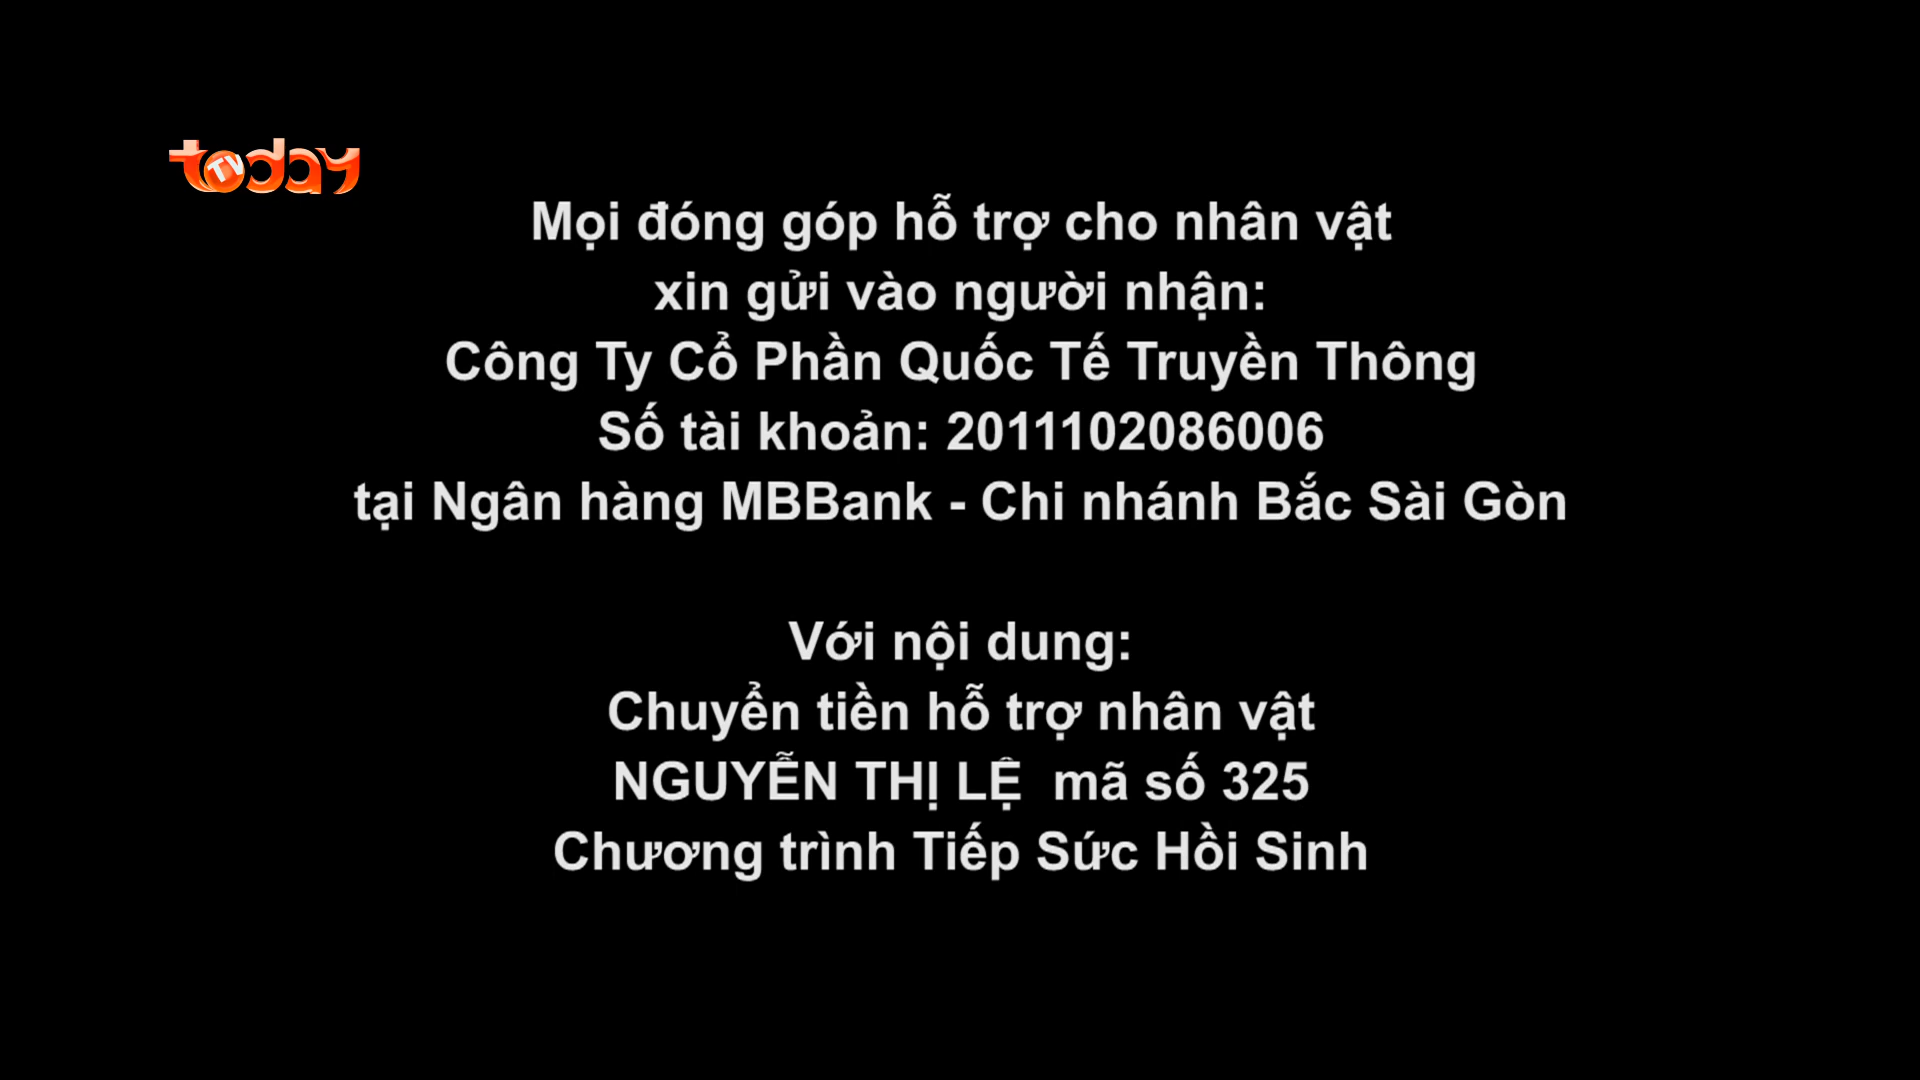 today TV
Mọi đóng góp hỗ trợ cho nhân vật
xin gửi vào người nhận:
Công Ty Cổ Phần Quốc Tế Truyền Thông
Số tài khoản: 2011102086006
tại Ngân hàng MBBank - Chi nhánh Bắc Sài Gòn
Với nội dung:
Chuyển tiền hỗ trợ nhân vật
NGUYỄN THỊ LỆ  mã số 325
Chương trình Tiếp Sức Hồi Sinh